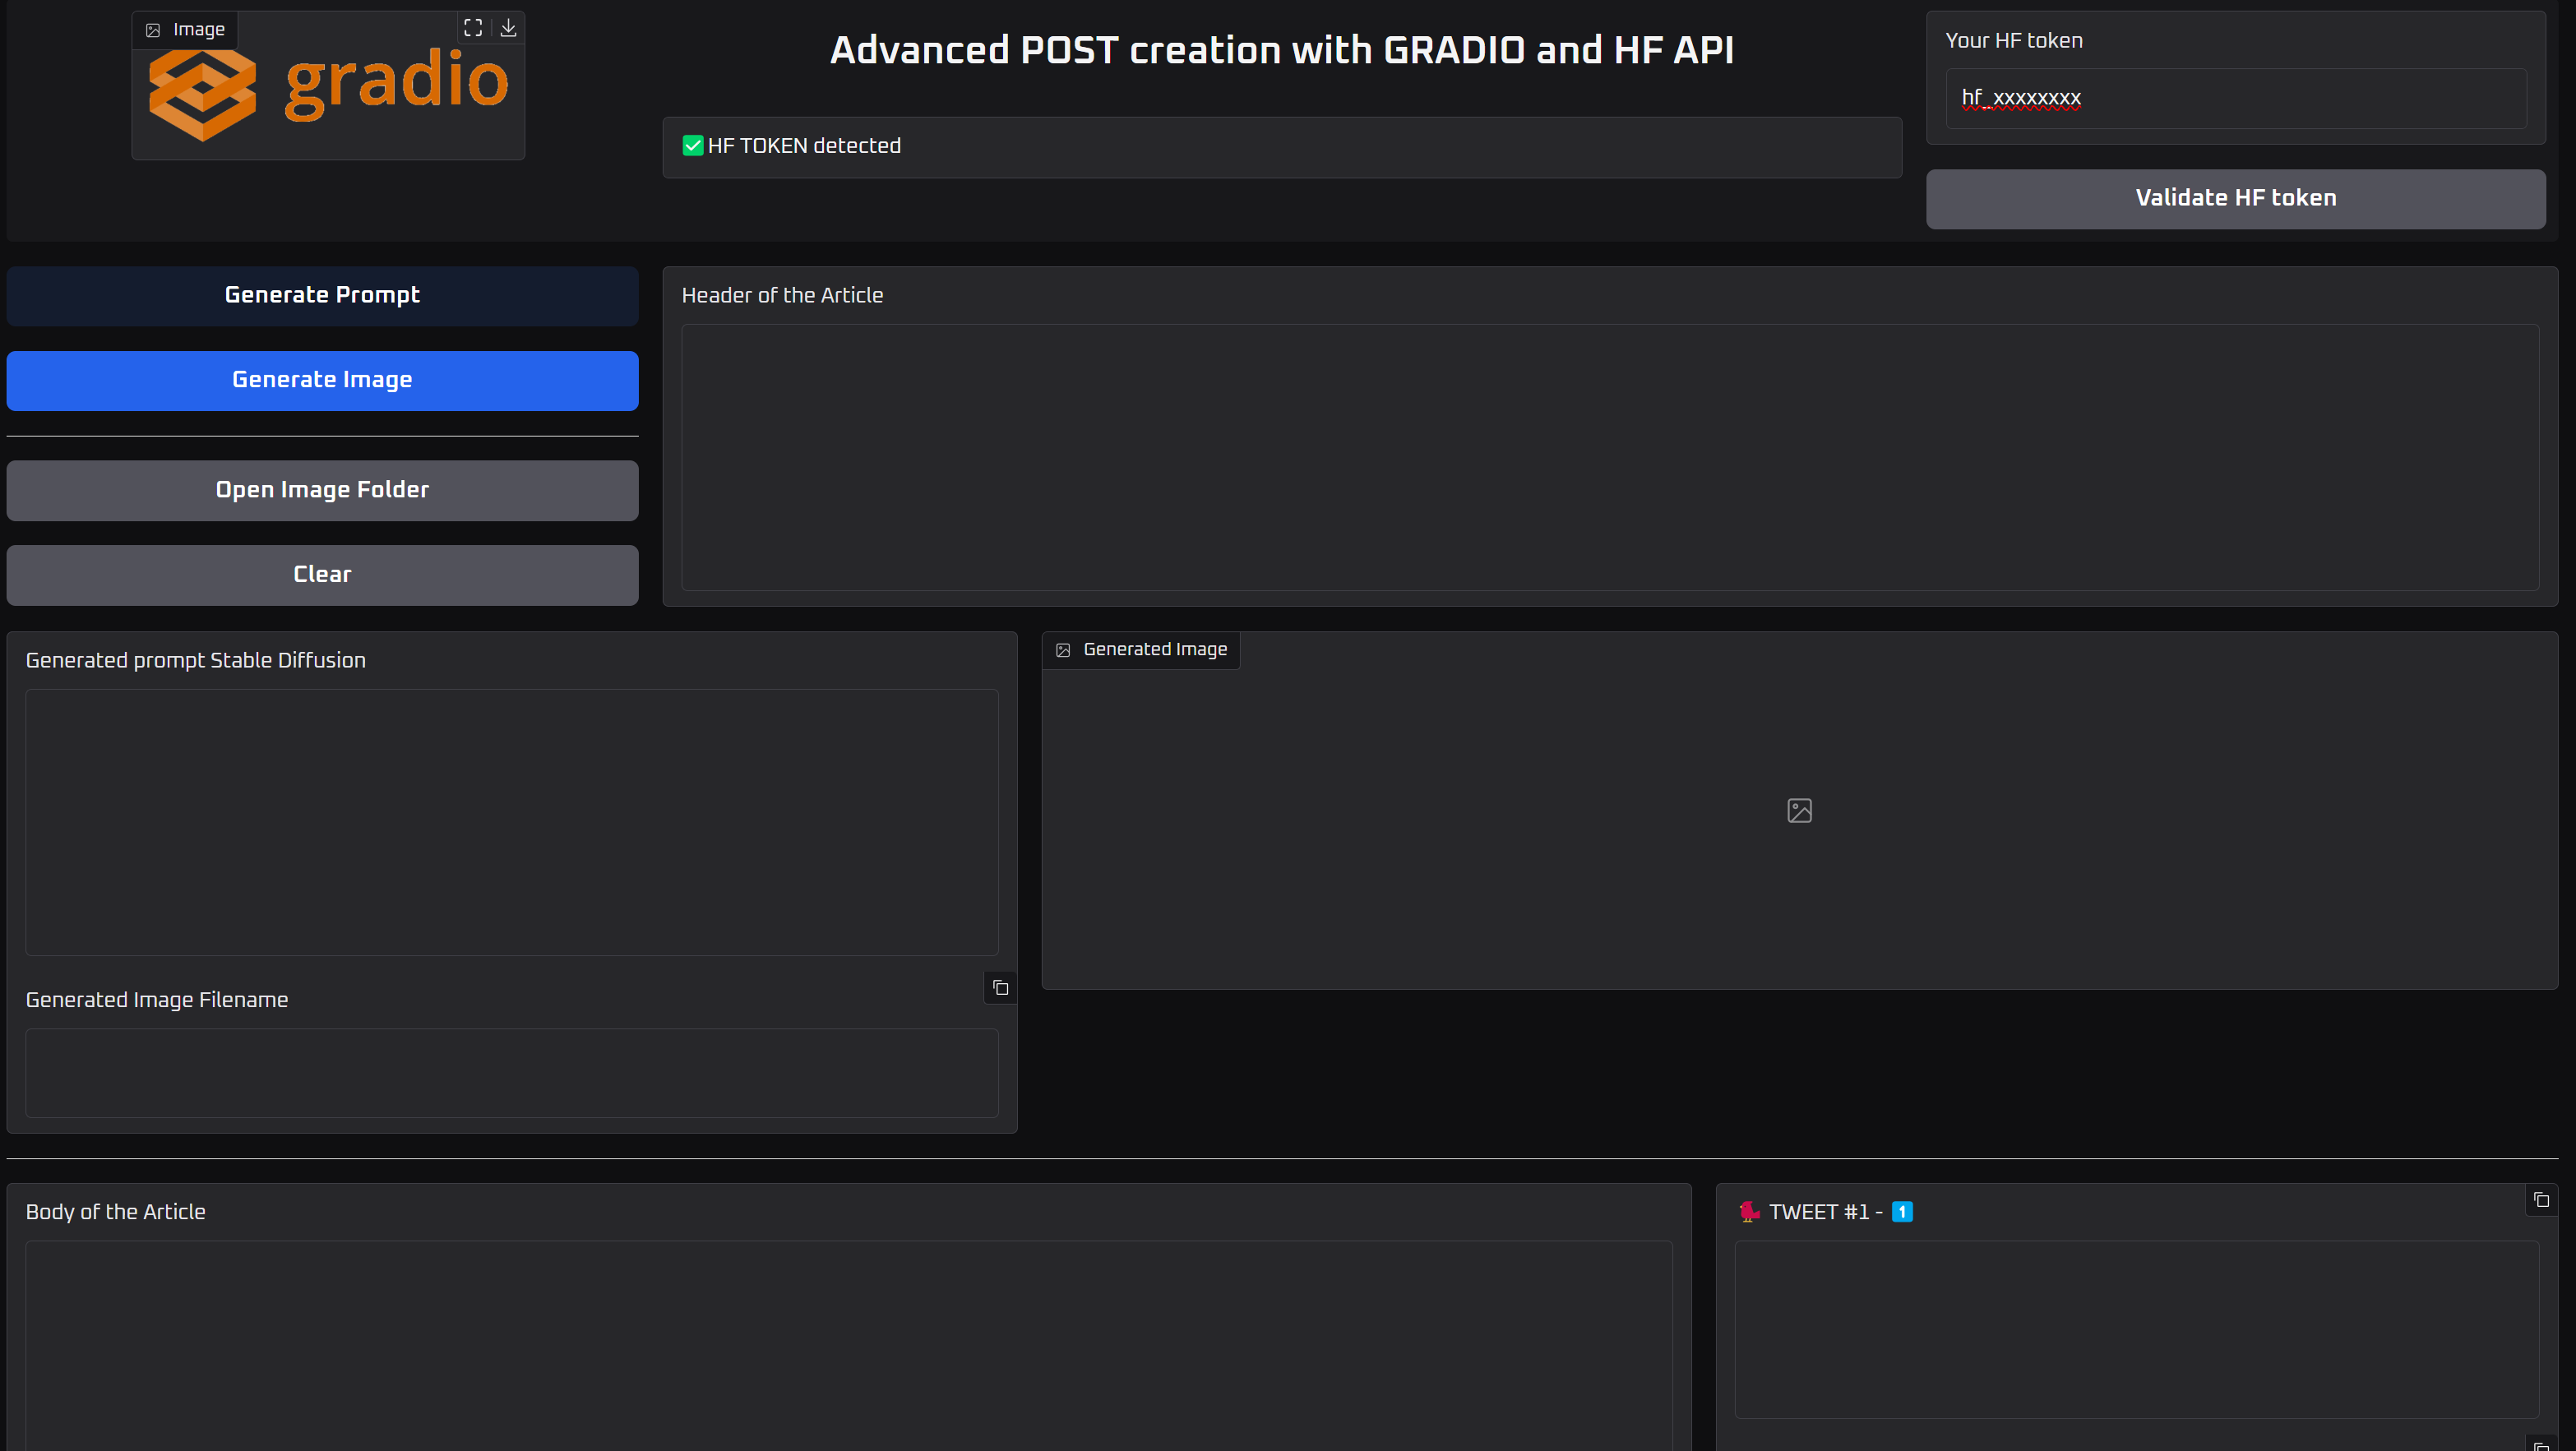 Image
gradio
Advanced POST creation with GRADIO and HF API
✅ HF TOKEN detected
Your HF token
hf_xxxxxxxx
Validate HF token
Generate Prompt
Generate Image
Open Image Folder
Clear
Header of the Article
Generated prompt Stable Diffusion
Generated Image Filename
Generated Image
Body of the Article
TWEET #1 - 1️⃣